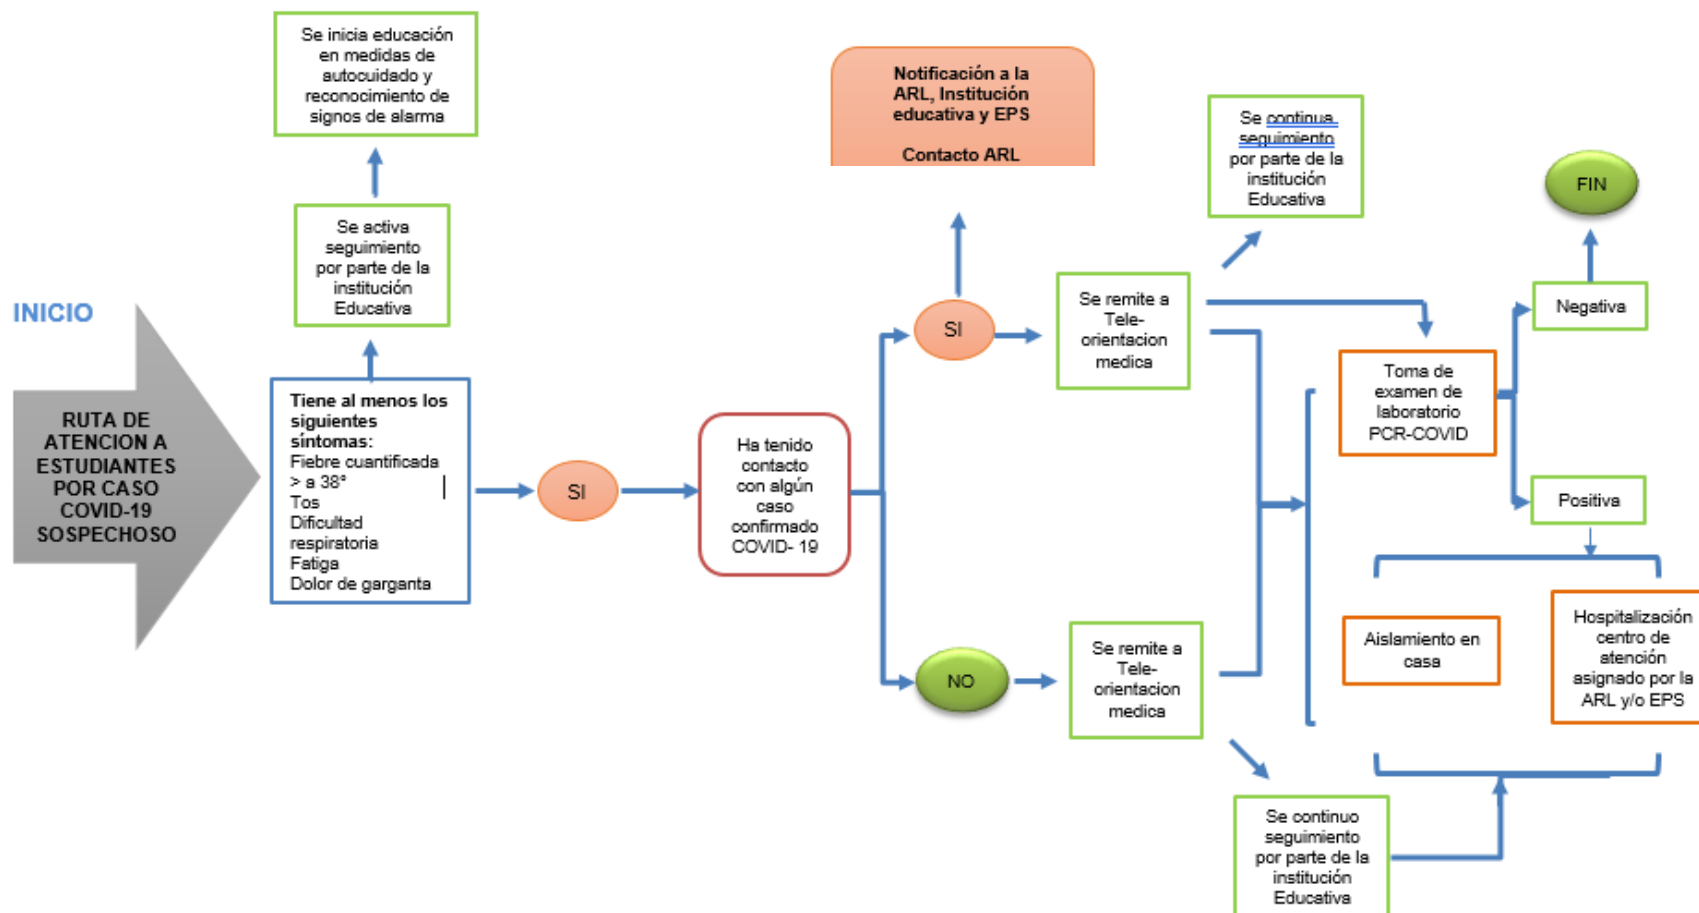 INICIO
RUTA DE
ATENCION A
ESTUDIANTES
POR CASO
COVID-19
SOSPECHOSO
Se inicia educación
en medidas de
autocuidado y
reconocimiento de
signos de alarma
Se activa
seguimiento
por parte de la
institución
Educativa
Tiene al menos los
siguientes
síntomas:
Fiebre cuantificada
> a 38°
Tos
Dificultad
respiratoria
Fatiga
Dolor de garganta
SI
Ha tenido
contacto
con algún
caso
confirmado
COVID- 19
Notificación a la
ARL, Institución
educativa y EPS
Contacto ARL
SI
Se remite a
Tele-
orientacion
medica
Se continua
seguimiento
por parte de la
institución
Educativa
NO
Se remite a
Tele-
orientacion
medica
Se continuo
seguimiento
por parte de la
institución
Educativa
Toma de
examen de
laboratorio
PCR-COVID
Negativa
FIN
Positiva
Aislamiento en
casa
Hospitalización
centro de
atención
asignado por la
ARL y/o EPS